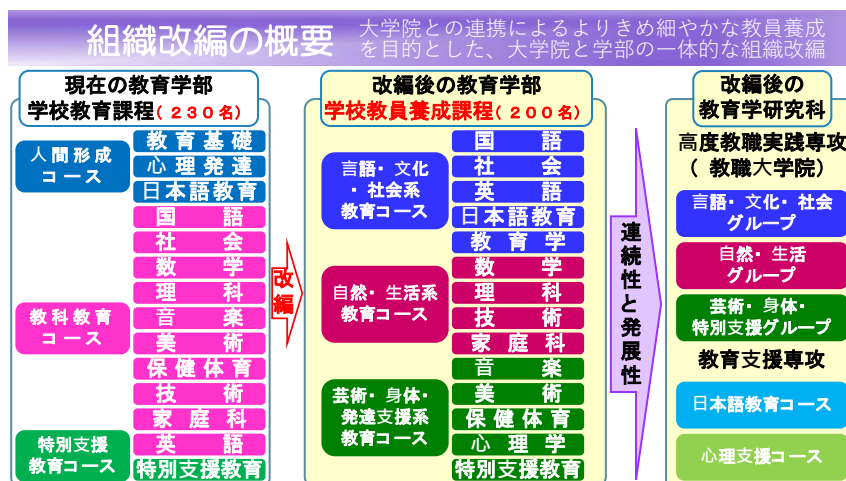 組織改編の概要
大学院との連携によるよりきめ細やかな教員養成
を目的とした、大学院と学部の一体的な組織改編
現在の教育学部
学校教育課程(２３０名)
人間形成
コース
教育基礎
心理発達
日本語教育
教科教育
コース
国語
社会
数学
理科
音楽
美術
保健体育
技術
家庭科
英語
特別支援
教育コース
特別支援教育
改
編
改編後の教育学部
学校教員養成課程(２００名)
言語・文化
・社会系
教育コース
国語
社会
英語
日本語教育
教育学
自然・生活系
教育コース
数学
理科
技術
家庭科
芸術・身体・
発達支援系
教育コース
音楽
美術
保健体育
心理学
特別支援教育
連続性と発展性
改編後の
教育学研究科
高度教職実践専攻
（教職大学院）
言語・文化・社会
グループ
自然・生活
グループ
芸術・身体・
特別支援グループ
教育支援専攻
日本語教育コース
心理支援コース